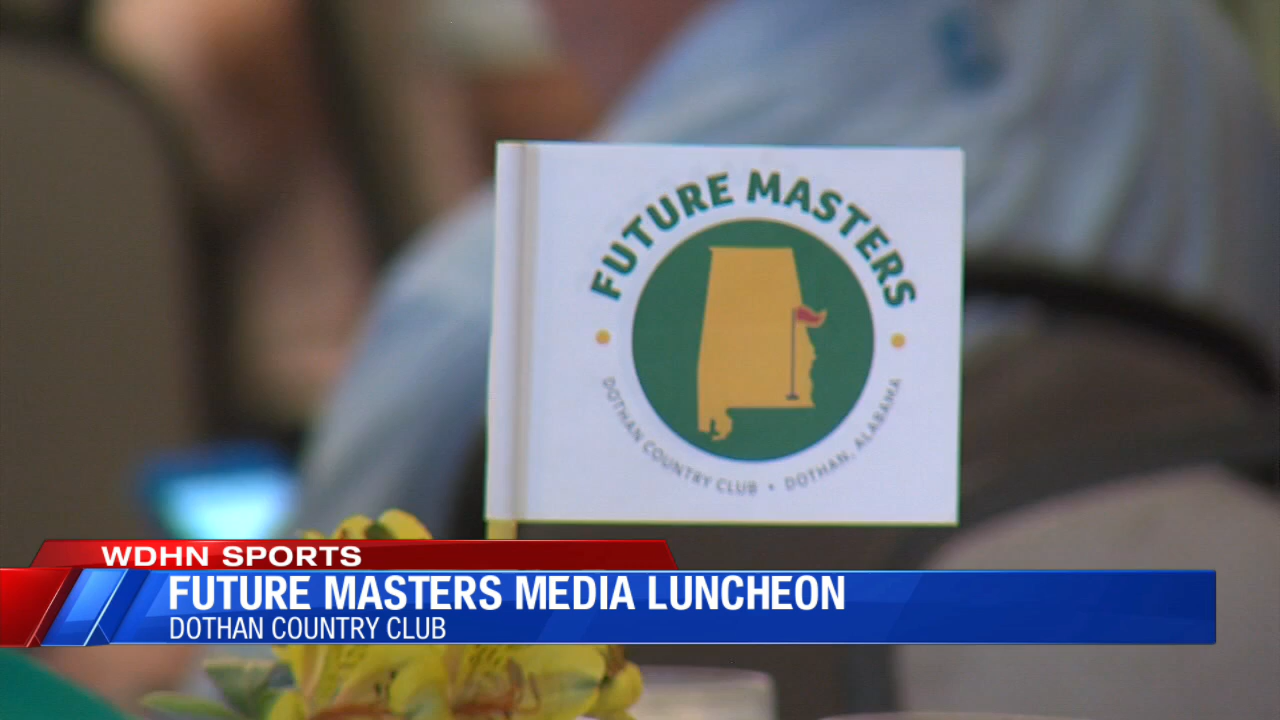 FUTURE MASTERS
DOTHAN COUNTRY CLUB • DOTHAN, ALABAMA
WDHN SPORTS
FUTURE MASTERS MEDIA LUNCHEON
DOTHAN COUNTRY CLUB